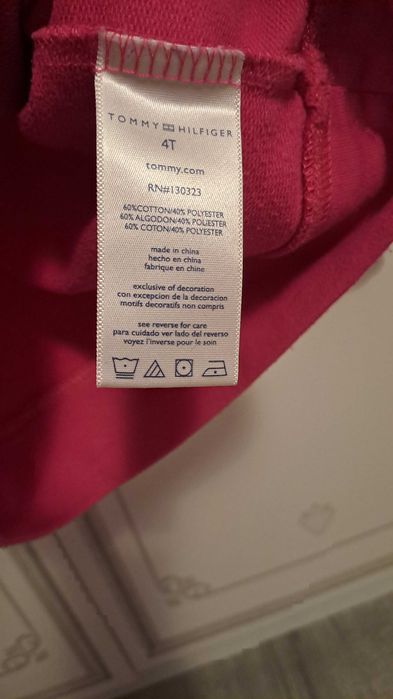 TOMMY HILFIGER
4T
tommy.com
RN#130323
60%COTTON/40% POLYESTER
60% ALGODON/40% POLIESTER
60% COTON/40% POLYESTER
made in china
hecho en china
fabrique en chine
exclusive of decoration
con excepcion de la decoracion
motifs decoratifs non compris
see reverse for care
para cuidado ver lado del reverso
voyez l'inverse pour le soin